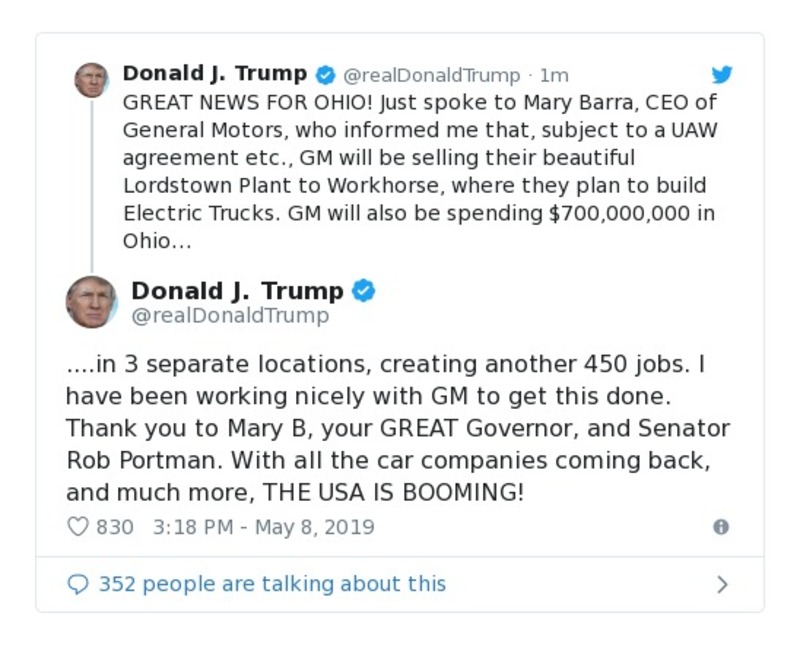 Donald J. Trump @realDonaldTrump · 1m
GREAT NEWS FOR OHIO! Just spoke to Mary Barra, CEO of
General Motors, who informed me that, subject to a UAW
agreement etc., GM will be selling their beautiful
Lordstown Plant to Workhorse, where they plan to build
Electric Trucks. GM will also be spending $700,000,000 in
Ohio...
Donald J. Trump
@realDonaldTrump
....in 3 separate locations, creating another 450 jobs. I
have been working nicely with GM to get this done.
Thank you to Mary B, your GREAT Governor, and Senator
Rob Portman. With all the car companies coming back,
and much more, THE USA IS BOOMING!
830 3:18 PM - May 8, 2019
352 people are talking about this